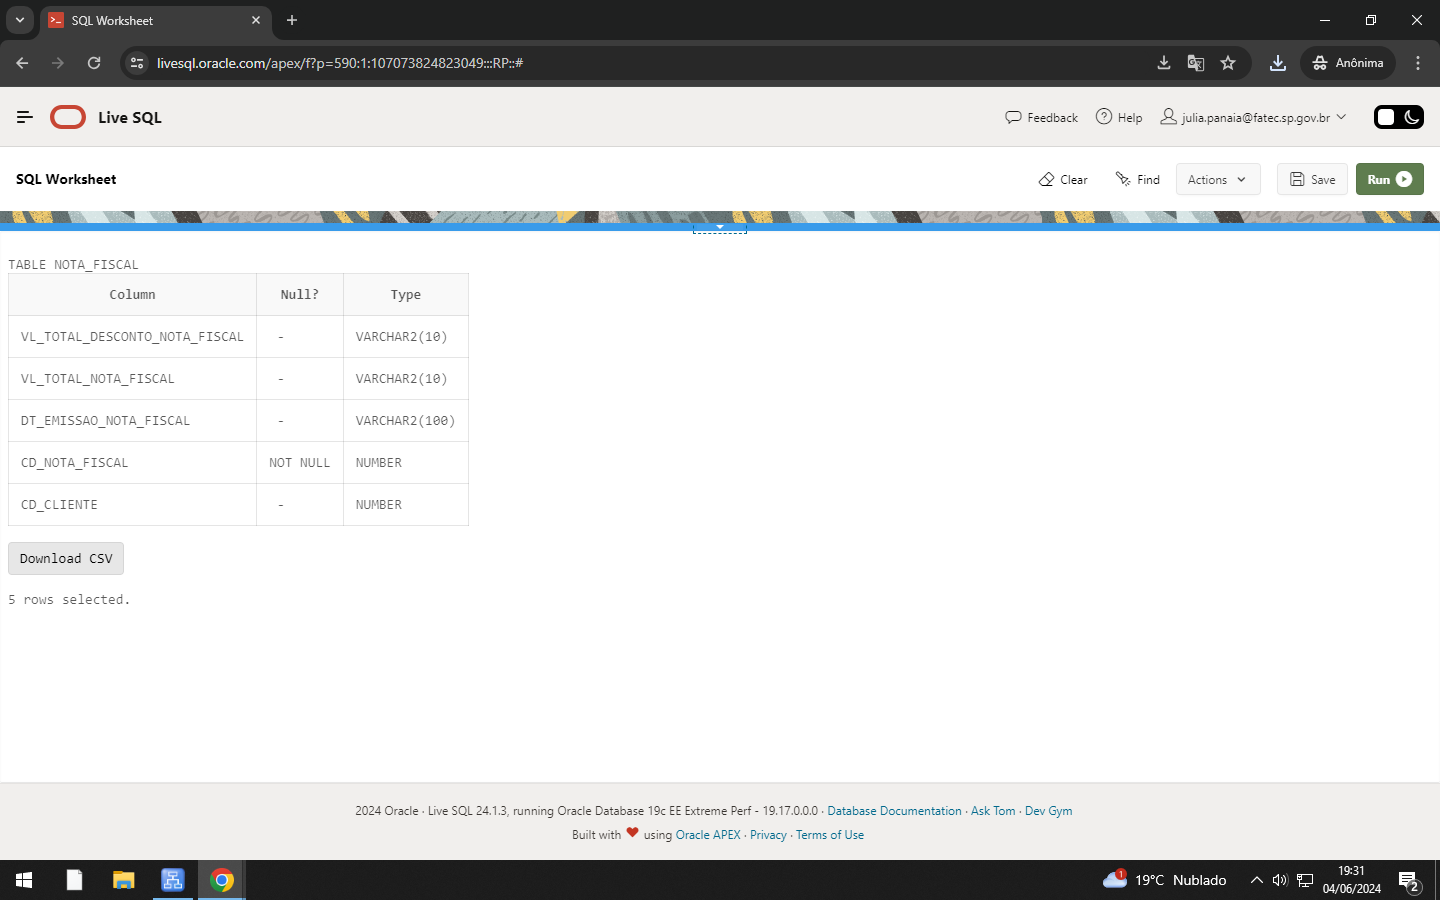 SQL Worksheet
livesql.oracle.com/apex/f?p=590:1:107073824823049:::RP::#
Anônima
Live SQL
Feedback
Help
julia.panaia@fatec.sp.gov.br
SQL Worksheet
Clear
Find
Actions
Save
Run
TABLE NOTA_FISCAL
Column Null? Type
VL_TOTAL_DESCONTO_NOTA_FISCAL - VARCHAR2(10)
VL_TOTAL_NOTA_FISCAL - VARCHAR2(10)
DT_EMISSAO_NOTA_FISCAL - VARCHAR2(100)
CD_NOTA_FISCAL NOT NULL NUMBER
CD_CLIENTE - NUMBER
Download CSV
5 rows selected.
2024 Oracle · Live SQL 24.1.3, running Oracle Database 19c EE Extreme Perf - 19.17.0.0.0 · Database Documentation · Ask Tom · Dev Gym
Built with ❤ using Oracle APEX · Privacy · Terms of Use
1
19°C Nublado
19:31
04/06/2024
2